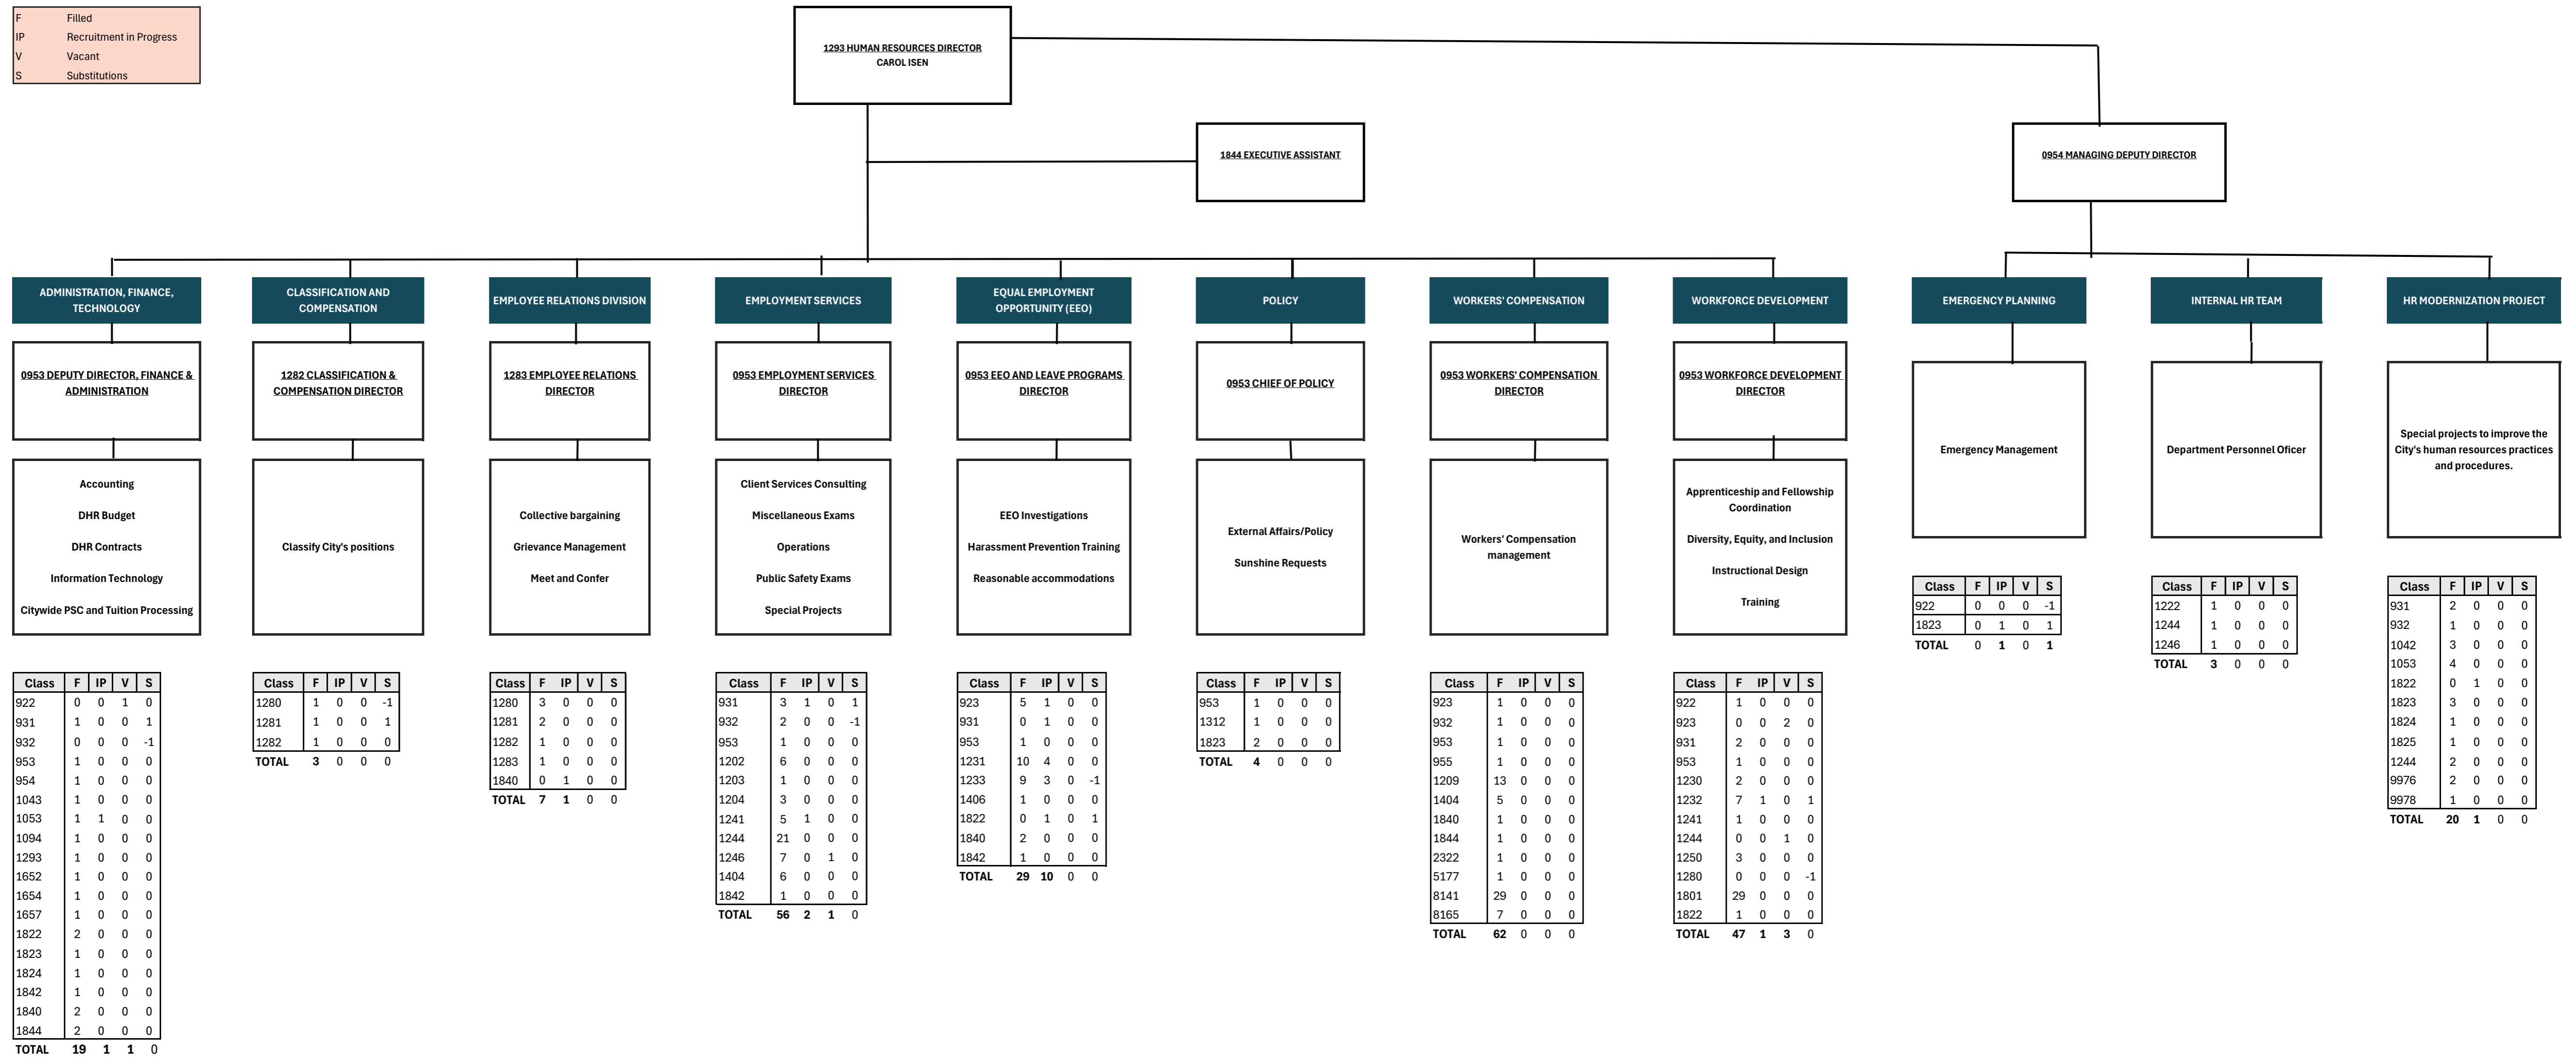 F Filled
IP Recruitment in Progress
V Vacant
S Substitutions
1293 HUMAN RESOURCES DIRECTOR
CAROL ISEN
1844 EXECUTIVE ASSISTANT
0954 MANAGING DEPUTY DIRECTOR
ADMINISTRATION, FINANCE,
TECHNOLOGY
0953 DEPUTY DIRECTOR, FINANCE &
ADMINISTRATION
Accounting
DHR Budget
DHR Contracts
Information Technology
Citywide PSC and Tuition Processing
Class F IP V S
922 0 0 1 0
931 1 0 0 1
932 0 0 0 -1
953 1 0 0 0
954 1 0 0 0
1043 1 0 0 0
1053 1 1 0 0
1094 1 0 0 0
1293 1 0 0 0
1652 1 0 0 0
1654 1 0 0 0
1657 1 0 0 0
1822 2 0 0 0
1823 1 0 0 0
1824 1 0 0 0
1842 1 0 0 0
1840 2 0 0 0
1844 2 0 0 0
TOTAL 19 1 1 0
CLASSIFICATION AND
COMPENSATION
1282 CLASSIFICATION &
COMPENSATION DIRECTOR
Classify City's positions
Class F IP V S
1280 1 0 0 -1
1281 1 0 0 1
1282 1 0 0 0
TOTAL 3 0 0 0
EMPLOYEE RELATIONS DIVISION
1283 EMPLOYEE RELATIONS
DIRECTOR
Collective bargaining
Grievance Management
Meet and Confer
Class F IP V S
1280 3 0 0 0
1281 2 0 0 0
1282 1 0 0 0
1283 1 0 0 0
1840 0 1 0 0
TOTAL 7 1 0 0
EMPLOYMENT SERVICES
0953 EMPLOYMENT SERVICES
DIRECTOR
Client Services Consulting
Miscellaneous Exams
Operations
Public Safety Exams
Special Projects
Class F IP V S
931 3 1 0 1
932 2 0 0 -1
953 1 0 0 0
1202 6 0 0 0
1203 1 0 0 0
1204 3 0 0 0
1241 5 1 0 0
1244 21 0 0 0
1246 7 0 1 0
1404 6 0 0 0
1842 1 0 0 0
TOTAL 56 2 1 0
EQUAL EMPLOYMENT
OPPORTUNITY (EEO)
0953 EEO AND LEAVE PROGRAMS
DIRECTOR
EEO Investigations
Harassment Prevention Training
Reasonable accommodations
Class F IP V S
923 5 1 0 0
931 0 1 0 0
953 1 0 0 0
1231 10 4 0 0
1233 9 3 0 -1
1406 1 0 0 0
1822 0 1 0 1
1840 2 0 0 0
1842 1 0 0 0
TOTAL 29 10 0 0
POLICY
0953 CHIEF OF POLICY
External Affairs/Policy
Sunshine Requests
Class F IP V S
953 1 0 0 0
1312 1 0 0 0
1823 2 0 0 0
TOTAL 4 0 0 0
WORKERS' COMPENSATION
0953 WORKERS' COMPENSATION
DIRECTOR
Workers' Compensation
management
Class F IP V S
923 1 0 0 0
932 1 0 0 0
953 1 0 0 0
955 1 0 0 0
1209 13 0 0 0
1404 5 0 0 0
1840 1 0 0 0
1844 1 0 0 0
2322 1 0 0 0
5177 1 0 0 0
8141 29 0 0 0
8165 7 0 0 0
TOTAL 62 0 0 0
WORKFORCE DEVELOPMENT
0953 WORKFORCE DEVELOPMENT
DIRECTOR
Apprenticeship and Fellowship
Coordination
Diversity, Equity, and Inclusion
Instructional Design
Training
Class F IP V S
922 1 0 0 0
923 0 0 2 0
931 2 0 0 0
953 1 0 0 0
1230 2 0 0 0
1232 7 1 0 1
1241 1 0 0 0
1244 0 0 1 0
1250 3 0 0 0
1280 0 0 0 -1
1801 29 0 0 0
1822 1 0 0 0
TOTAL 47 1 3 0
EMERGENCY PLANNING
Emergency Management
Class F IP V S
922 0 0 0 -1
1823 0 1 0 1
TOTAL 0 1 0 1
INTERNAL HR TEAM
Department Personnel Oficer
Class F IP V S
1222 1 0 0 0
1244 1 0 0 0
1246 1 0 0 0
TOTAL 3 0 0 0
HR MODERNIZATION PROJECT
Special projects to improve the
City's human resources practices
and procedures.
Class F IP V S
931 2 0 0 0
932 1 0 0 0
1042 3 0 0 0
1053 4 0 0 0
1822 0 1 0 0
1823 3 0 0 0
1824 1 0 0 0
1825 1 0 0 0
1244 2 0 0 0
9976 2 0 0 0
9978 1 0 0 0
TOTAL 20 1 0 0